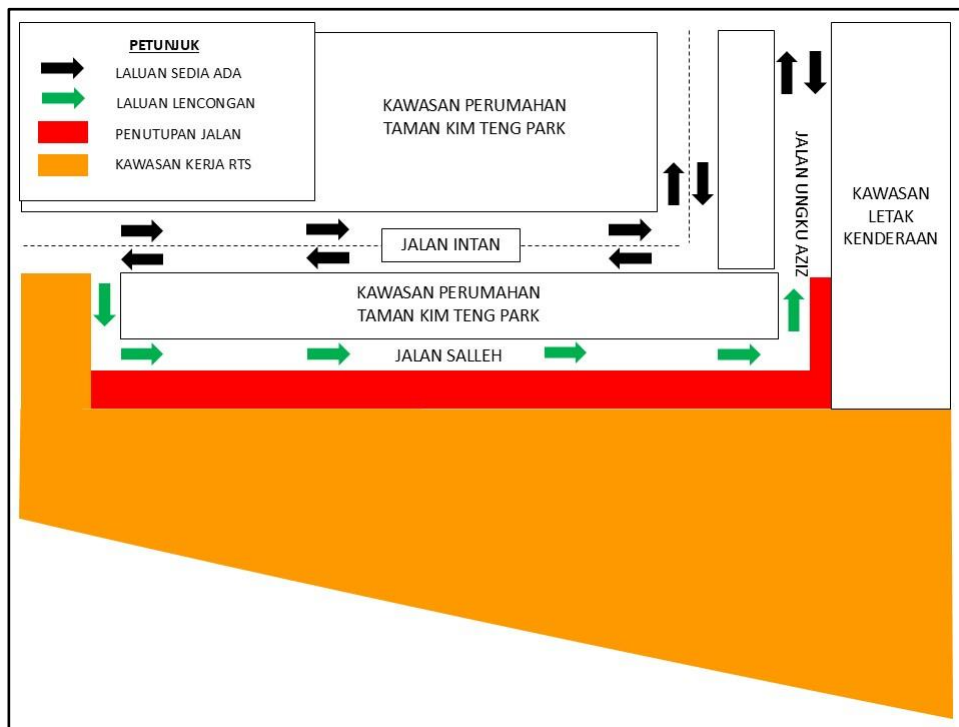 PETUNJUK
LALUAN SEDIA ADA
LALUAN LENCONGAN
PENUTUPAN JALAN
KAWASAN KERJA RTS
KAWASAN PERUMAHAN
TAMAN KIM TENG PARK
JALAN UNGKU AZIZ
KAWASAN
LETAK
KENDERAAN
JALAN INTAN
KAWASAN PERUMAHAN
TAMAN KIM TENG PARK
JALAN SALLEH